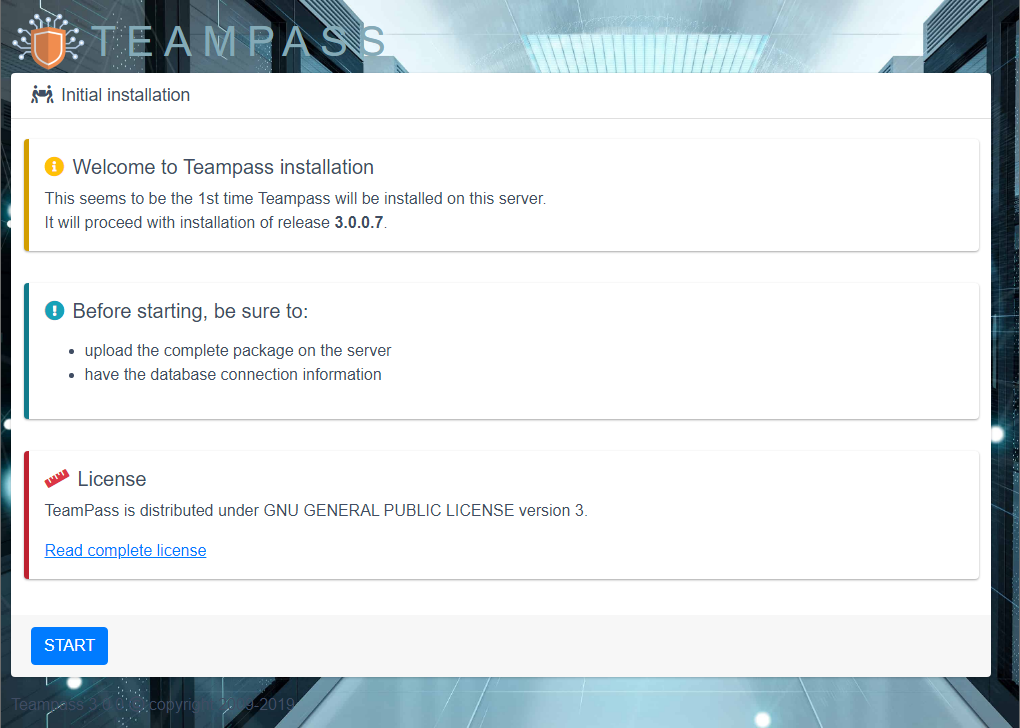 TEAMPASS
Initial installation
Welcome to Teampass installation
This seems to be the 1st time Teampass will be installed on this server.
It will proceed with installation of release 3.0.0.7.
Before starting, be sure to:
upload the complete package on the server
have the database connection information
License
TeamPass is distributed under GNU GENERAL PUBLIC LICENSE version 3.
Read complete license
START
Teampass copyright -2019